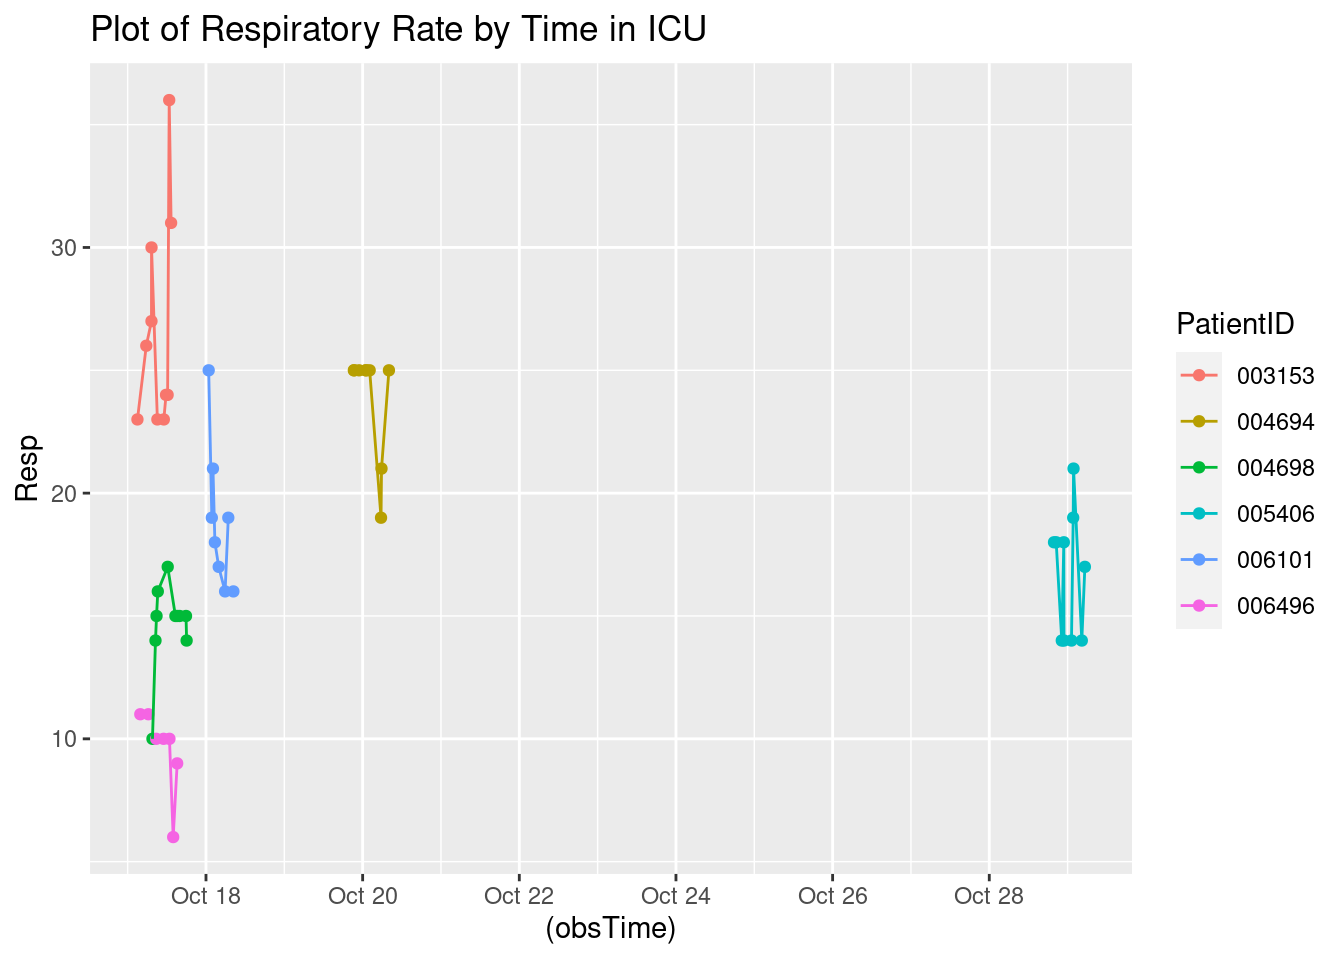 Plot of Respiratory Rate by Time in ICU
Resp
30
20
10
Oct 18
Oct 20
Oct 22
Oct 24
Oct 26
Oct 28
(obsTime)
PatientID
003153
004694
004698
005406
006101
006496